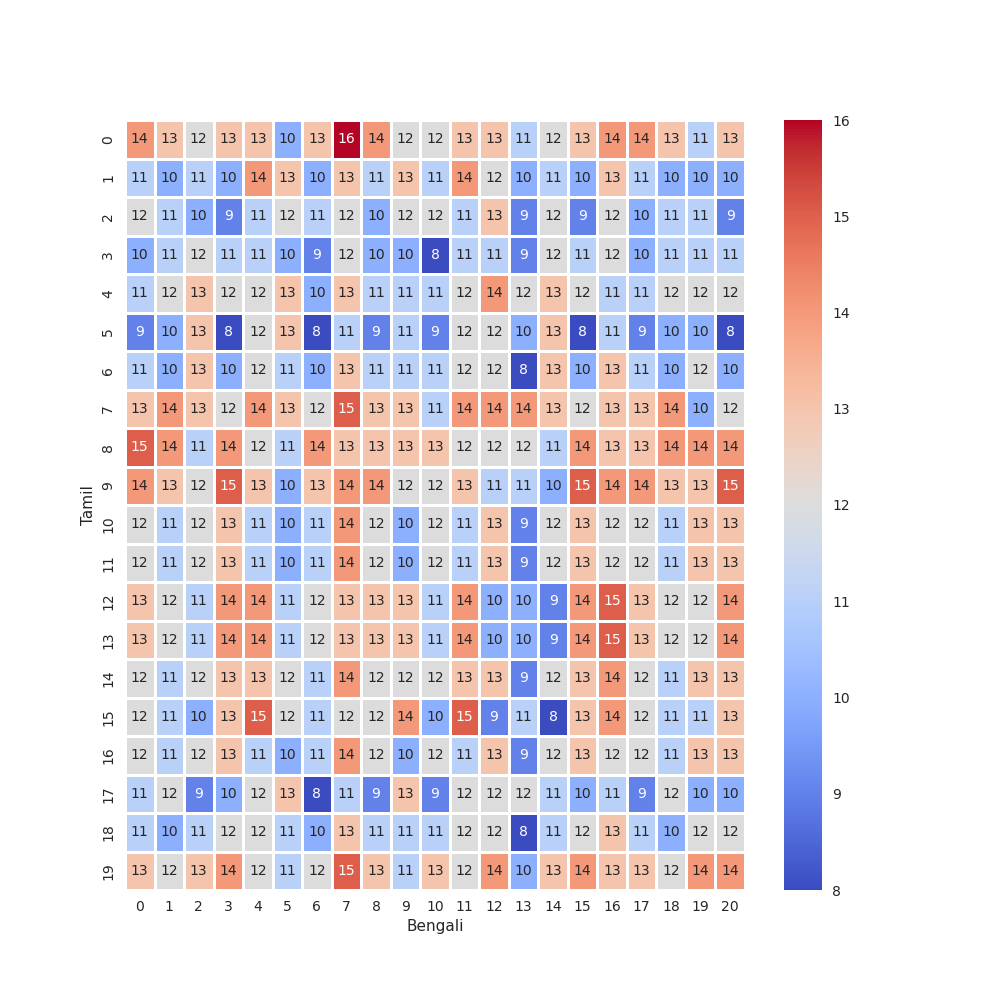 0 14 13 12 13 13 10 13 16 14 12 12 13 13 11 12 13 14 14 13 11 13
1 11 10 11 10 14 13 10 13 11 13 11 14 12 10 11 10 13 11 10 10 10
2 12 11 10 9 11 12 11 12 10 12 12 11 13 9 12 9 12 10 11 11 9
3 10 11 12 11 11 10 9 12 10 10 8 11 11 9 12 11 12 10 11 11 11
4 11 12 13 12 12 13 10 13 11 11 11 12 14 12 13 12 11 11 12 12 12
5 9 10 13 8 12 13 8 11 9 11 9 12 12 10 13 8 11 9 10 10 8
6 11 10 13 10 12 11 10 13 11 11 11 12 12 8 13 10 13 11 10 12 10
7 13 14 13 12 14 13 12 15 13 13 11 14 14 14 13 12 13 13 14 10 12
8 15 14 11 14 12 11 14 13 13 13 13 12 12 12 11 14 13 13 14 14 14
9 14 13 12 15 13 10 13 14 14 12 12 13 11 11 10 15 14 14 13 13 15
10 12 11 12 13 11 10 11 14 12 10 12 11 13 9 12 13 12 12 11 13 13
11 12 11 12 13 11 10 11 14 12 10 12 11 13 9 12 13 12 12 11 13 13
12 13 12 11 14 14 11 12 13 13 13 11 14 10 10 9 14 15 13 12 12 14
13 13 12 11 14 14 11 12 13 13 13 11 14 10 10 9 14 15 13 12 12 14
14 12 11 12 13 13 12 11 14 12 12 12 13 13 9 12 13 14 12 11 13 13
15 12 11 10 13 15 12 11 12 12 14 10 15 9 11 8 13 14 12 11 11 13
16 12 11 12 13 11 10 11 14 12 10 12 11 13 9 12 13 12 12 11 13 13
17 11 12 9 10 12 13 8 11 9 13 9 12 12 12 11 10 11 9 12 10 10
18 11 10 11 12 12 11 10 13 11 11 11 12 12 8 11 12 13 11 10 12 12
19 13 12 13 14 12 11 12 15 13 11 13 12 14 10 13 14 13 13 12 14 14
0 1 2 3 4 5 6 7 8 9 10 11 12 13 14 15 16 17 18 19 20
Bengali
Tamil
16
15
14
13
12
11
10
9
8